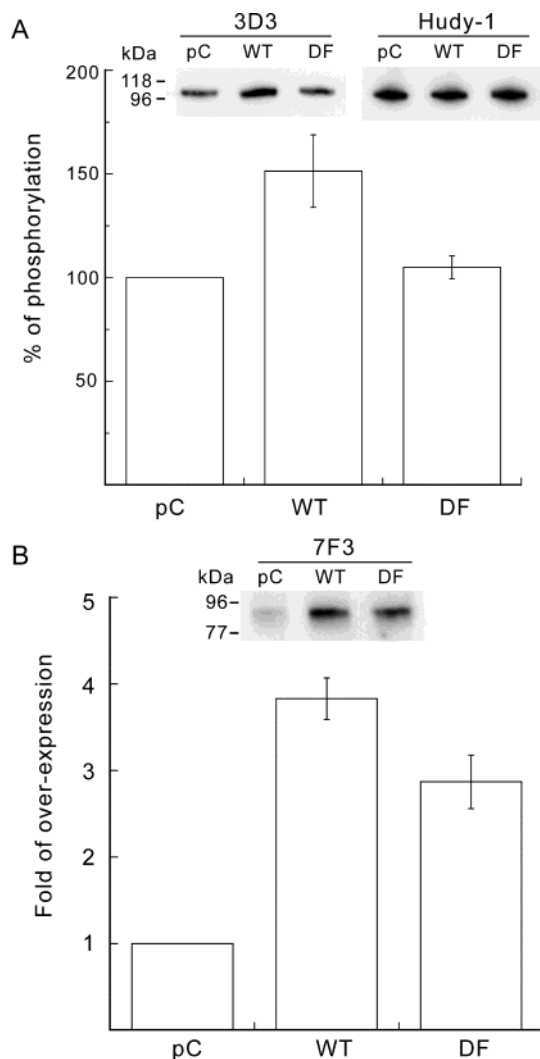 A
3D3
Hudy-1
kDa
pC WT DF
pC WT DF
118
96
200
150
100
50
% of phosphorylation
pC WT DF
B
7F3
kDa
pC WT DF
96
77
5
4
3
2
1
Fold of over-expression
pC WT DF